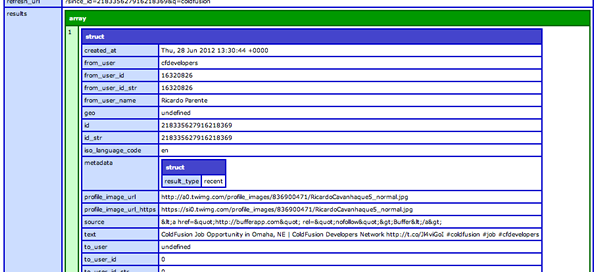 refresh_url ?since_id=218335627916218369&q=coldfusion
results
array
1
struct
created_at Thu, 28 Jun 2012 13:30:44 +0000
from_user cfdevelopers
from_user_id 16320826
from_user_id_str 16320826
from_user_name Ricardo Parente
geo undefined
id 218335627916218369
id_str 218335627916218369
iso_language_code en
metadata
struct
result_type recent
profile_image_url http://a0.twimg.com/profile_images/836900471/RicardoCavanhaque5_normal.jpg
profile_image_url_https https://si0.twimg.com/profile_images/836900471/RicardoCavanhaque5_normal.jpg
source &lt;a href=&quot;http://bufferapp.com&quot; rel=&quot;nofollow&quot;&gt;Buffer&lt;/a&gt;
text ColdFusion Job Opportunity in Omaha, NE | ColdFusion Developers Network #coldfusion #job #cfdevelopers
to_user undefined
to_user_id 0
to_user_id_str 0